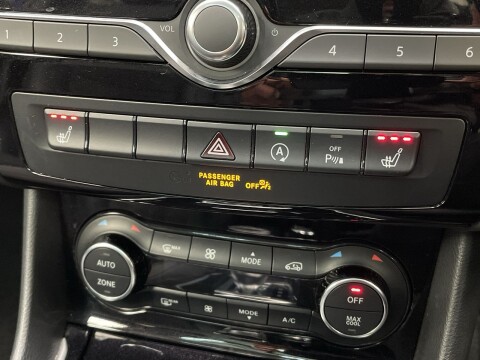 VOL
1 2 3 4 5 6
A OFF
P
PASSENGER
AIR BAG OFF
MAX
MODE
AUTO
OFF
ZONE
MODE
A/C
MAX
COOL